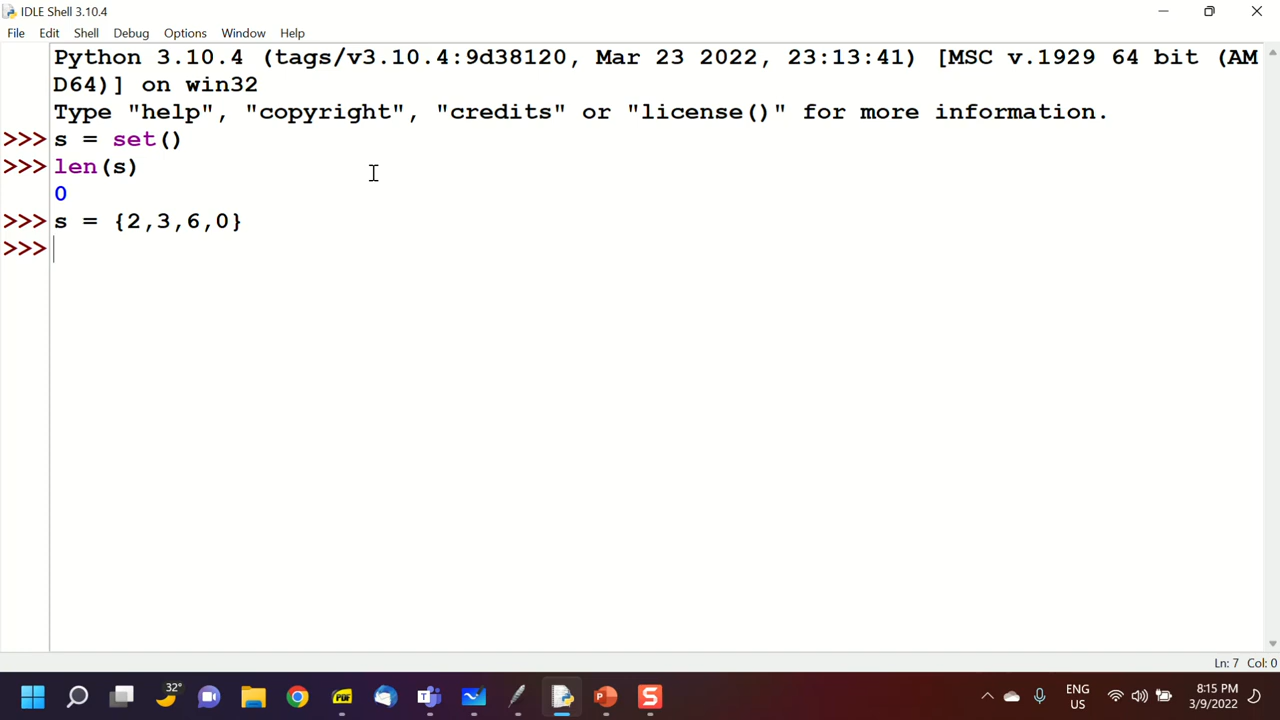 IDLE Shell 3.10.4
File Edit Shell Debug Options Window Help
Python 3.10.4 (tags/v3.10.4:9d38120, Mar 23 2022, 23:13:41) [MSC v.1929 64 bit (AM
D64)] on win32
Type "help", "copyright", "credits" or "license()" for more information.
>>> s = set()
>>> len(s)
0
>>> s = {2,3,6,0}
>>>
Ln: 7 Col: 0
32°
PDF
T
P
S
ENG
US
8:15 PM
3/9/2022